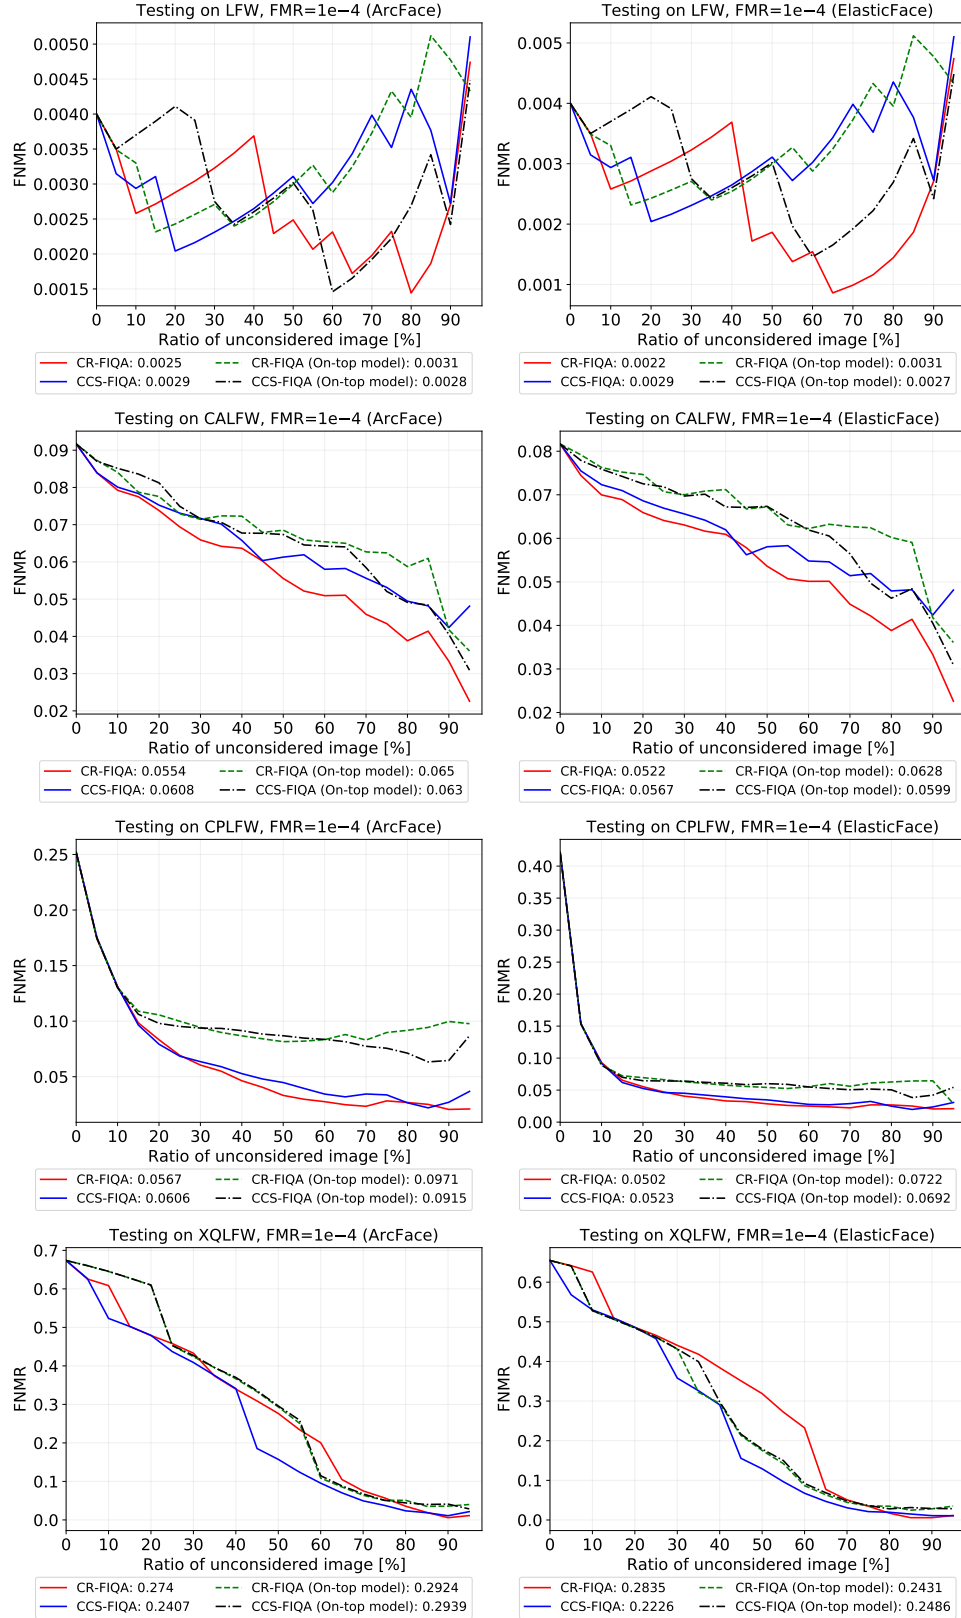 Testing on LFW, FMR=1e−4 (ArcFace)
FNMR
0.0050
0.0045
0.0040
0.0035
0.0030
0.0025
0.0020
0.0015
0 10 20 30 40 50 60 70 80 90
Ratio of unconsidered image [%]
CR-FIQA: 0.0025 CR-FIQA (On-top model): 0.0031
CCS-FIQA: 0.0029 CCS-FIQA (On-top model): 0.0028
Testing on LFW, FMR=1e−4 (ElasticFace)
FNMR
0.005
0.004
0.003
0.002
0.001
0 10 20 30 40 50 60 70 80 90
Ratio of unconsidered image [%]
CR-FIQA: 0.0022 CR-FIQA (On-top model): 0.0031
CCS-FIQA: 0.0029 CCS-FIQA (On-top model): 0.0027
Testing on CALFW, FMR=1e−4 (ArcFace)
FNMR
0.09
0.08
0.07
0.06
0.05
0.04
0.03
0.02
0 10 20 30 40 50 60 70 80 90
Ratio of unconsidered image [%]
CR-FIQA: 0.0554 CR-FIQA (On-top model): 0.065
CCS-FIQA: 0.0608 CCS-FIQA (On-top model): 0.063
Testing on CALFW, FMR=1e−4 (ElasticFace)
FNMR
0.08
0.07
0.06
0.05
0.04
0.03
0.02
0 10 20 30 40 50 60 70 80 90
Ratio of unconsidered image [%]
CR-FIQA: 0.0522 CR-FIQA (On-top model): 0.0628
CCS-FIQA: 0.0567 CCS-FIQA (On-top model): 0.0599
Testing on CPLFW, FMR=1e−4 (ArcFace)
FNMR
0.25
0.20
0.15
0.10
0.05
0 10 20 30 40 50 60 70 80 90
Ratio of unconsidered image [%]
CR-FIQA: 0.0567 CR-FIQA (On-top model): 0.0971
CCS-FIQA: 0.0606 CCS-FIQA (On-top model): 0.0915
Testing on CPLFW, FMR=1e−4 (ElasticFace)
FNMR
0.40
0.35
0.30
0.25
0.20
0.15
0.10
0.05
0.00
0 10 20 30 40 50 60 70 80 90
Ratio of unconsidered image [%]
CR-FIQA: 0.0502 CR-FIQA (On-top model): 0.0722
CCS-FIQA: 0.0523 CCS-FIQA (On-top model): 0.0692
Testing on XQLFW, FMR=1e−4 (ArcFace)
FNMR
0.7
0.6
0.5
0.4
0.3
0.2
0.1
0.0
0 10 20 30 40 50 60 70 80 90
Ratio of unconsidered image [%]
CR-FIQA: 0.274 CR-FIQA (On-top model): 0.2924
CCS-FIQA: 0.2407 CCS-FIQA (On-top model): 0.2939
Testing on XQLFW, FMR=1e−4 (ElasticFace)
FNMR
0.6
0.5
0.4
0.3
0.2
0.1
0.0
0 10 20 30 40 50 60 70 80 90
Ratio of unconsidered image [%]
CR-FIQA: 0.2835 CR-FIQA (On-top model): 0.2431
CCS-FIQA: 0.2226 CCS-FIQA (On-top model): 0.2486